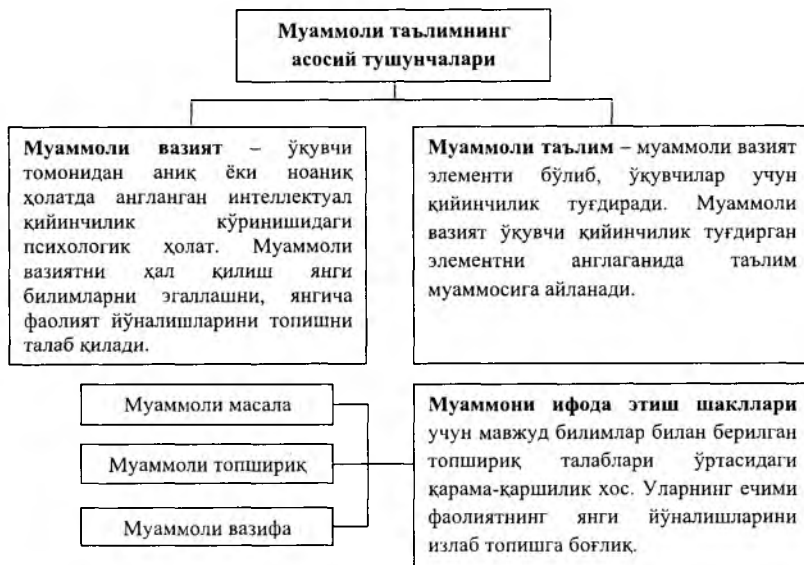 Муаммоли таълимнинг
асосий тушунчалари
Муаммоли вазият – ўқувчи
томонидан аниқ ёки ноаниқ
ҳолатда англанган интеллектуал
қийинчилик кўринишидаги
психологик ҳолат. Муаммоли
вазиятни ҳал қилиш янги
билимларни эгаллашни, янгича
фаолият йўналишларини топишни
талаб қилади.
Муаммоли таълим – муаммоли вазият
элементи бўлиб, ўқувчилар учун
қийинчилик туғдиради. Муаммоли
вазият ўқувчи қийинчилик туғдирган
элементни англаганида таълим
муаммосига айланади.
Муаммоли масала
Муаммоли топшириқ
Муаммоли вазифа
Муаммони ифода этиш шакллари
учун мавжуд билимлар билан берилган
топшириқ талаблари ўртасидаги
қарама-қаршилик хос. Уларнинг ечими
фаолиятнинг янги йўналишларини
излаб топишга боғлиқ.